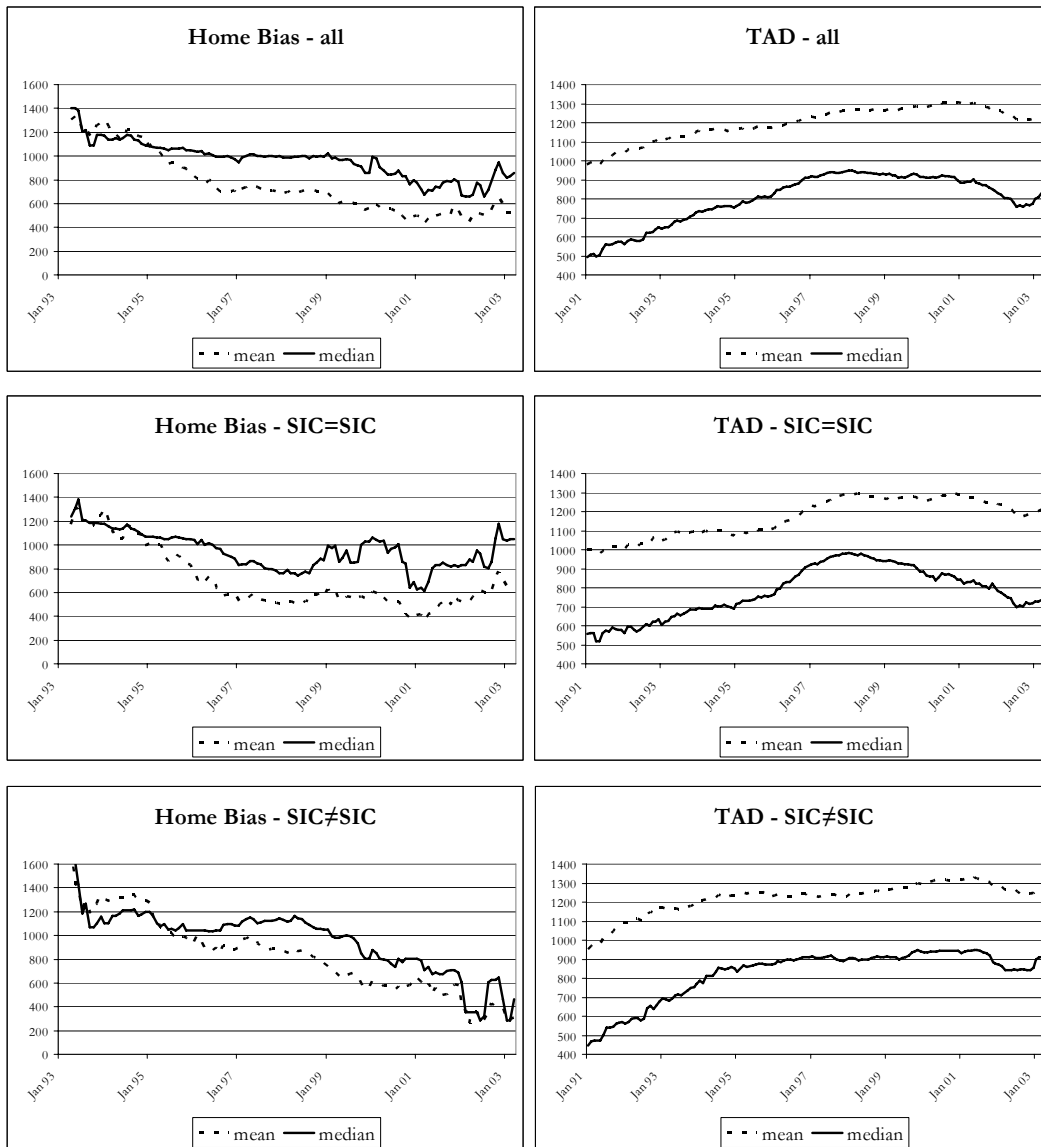 Home Bias - all
1600
1400
1200
1000
800
600
400
200
0
Jan 93
Jan 95
Jan 97
Jan 99
Jan 01
Jan 03
mean median
TAD - all
1400
1300
1200
1100
1000
900
800
700
600
500
400
Jan 91
Jan 93
Jan 95
Jan 97
Jan 99
Jan 01
Jan 03
mean median
Home Bias - SIC=SIC
1600
1400
1200
1000
800
600
400
200
0
Jan 93
Jan 95
Jan 97
Jan 99
Jan 01
Jan 03
mean median
TAD - SIC=SIC
1400
1300
1200
1100
1000
900
800
700
600
500
400
Jan 91
Jan 93
Jan 95
Jan 97
Jan 99
Jan 01
Jan 03
mean median
Home Bias - SIC≠SIC
1600
1400
1200
1000
800
600
400
200
0
Jan 93
Jan 95
Jan 97
Jan 99
Jan 01
Jan 03
mean median
TAD - SIC≠SIC
1400
1300
1200
1100
1000
900
800
700
600
500
400
Jan 91
Jan 93
Jan 95
Jan 97
Jan 99
Jan 01
Jan 03
mean median